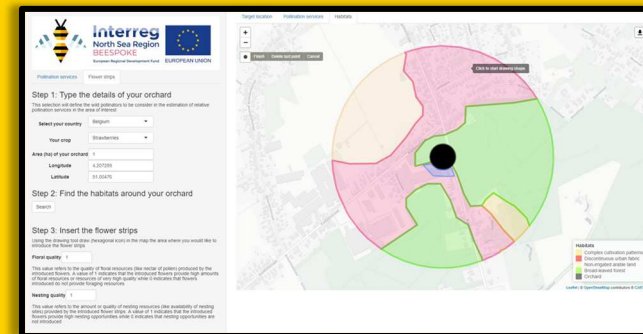 Interreg
North Sea Region
BEESPOKE
European Regional Development Fund EUROPEAN UNION
Pollination services Flower strips
Step 1: Type the details of your orchard
This selection will define the wild pollinators to be consider in the estimation of relative
pollination services in the area of interest
Select your country Belgium
Your crop Strawberries
Area (ha) of your orchard 1
Longitude 4.207289
Latitude 51.00475
Step 2: Find the habitats around your orchard
Search
Step 3: Insert the flower strips
Using the drawing tool draw (hexagonal icon) in the map the area where you would like to
introduce the flower strips
Floral quality 1
This value refers to the quality of floral resources (like nectar of pollen) produced by the
introduced flowers. A value of 1 indicates that the introduced flowers provide high amounts
of floral resources or resources of very high quality while 0 indicates that flowers
introduced do not provide foraging resources.
Nesting quality 1
This value refers to the amount or quality of nesting resources (like availability of nesting
sites) provided by the introduced flower strips. A value of 1 indicates that the introduced
flowers provide high nesting opportunities while 0 indicates that nesting opportunities are
not introduced
Target location Pollination services Habitats
+
−
Finish Delete last point Cancel
Click to start drawing shape.
Habitats
Complex cultivation patterns
Discontinuous urban fabric
Non-irrigated arable land
Broad-leaved forest
Orchard
Leaflet | © OpenStreetMap contributors ©